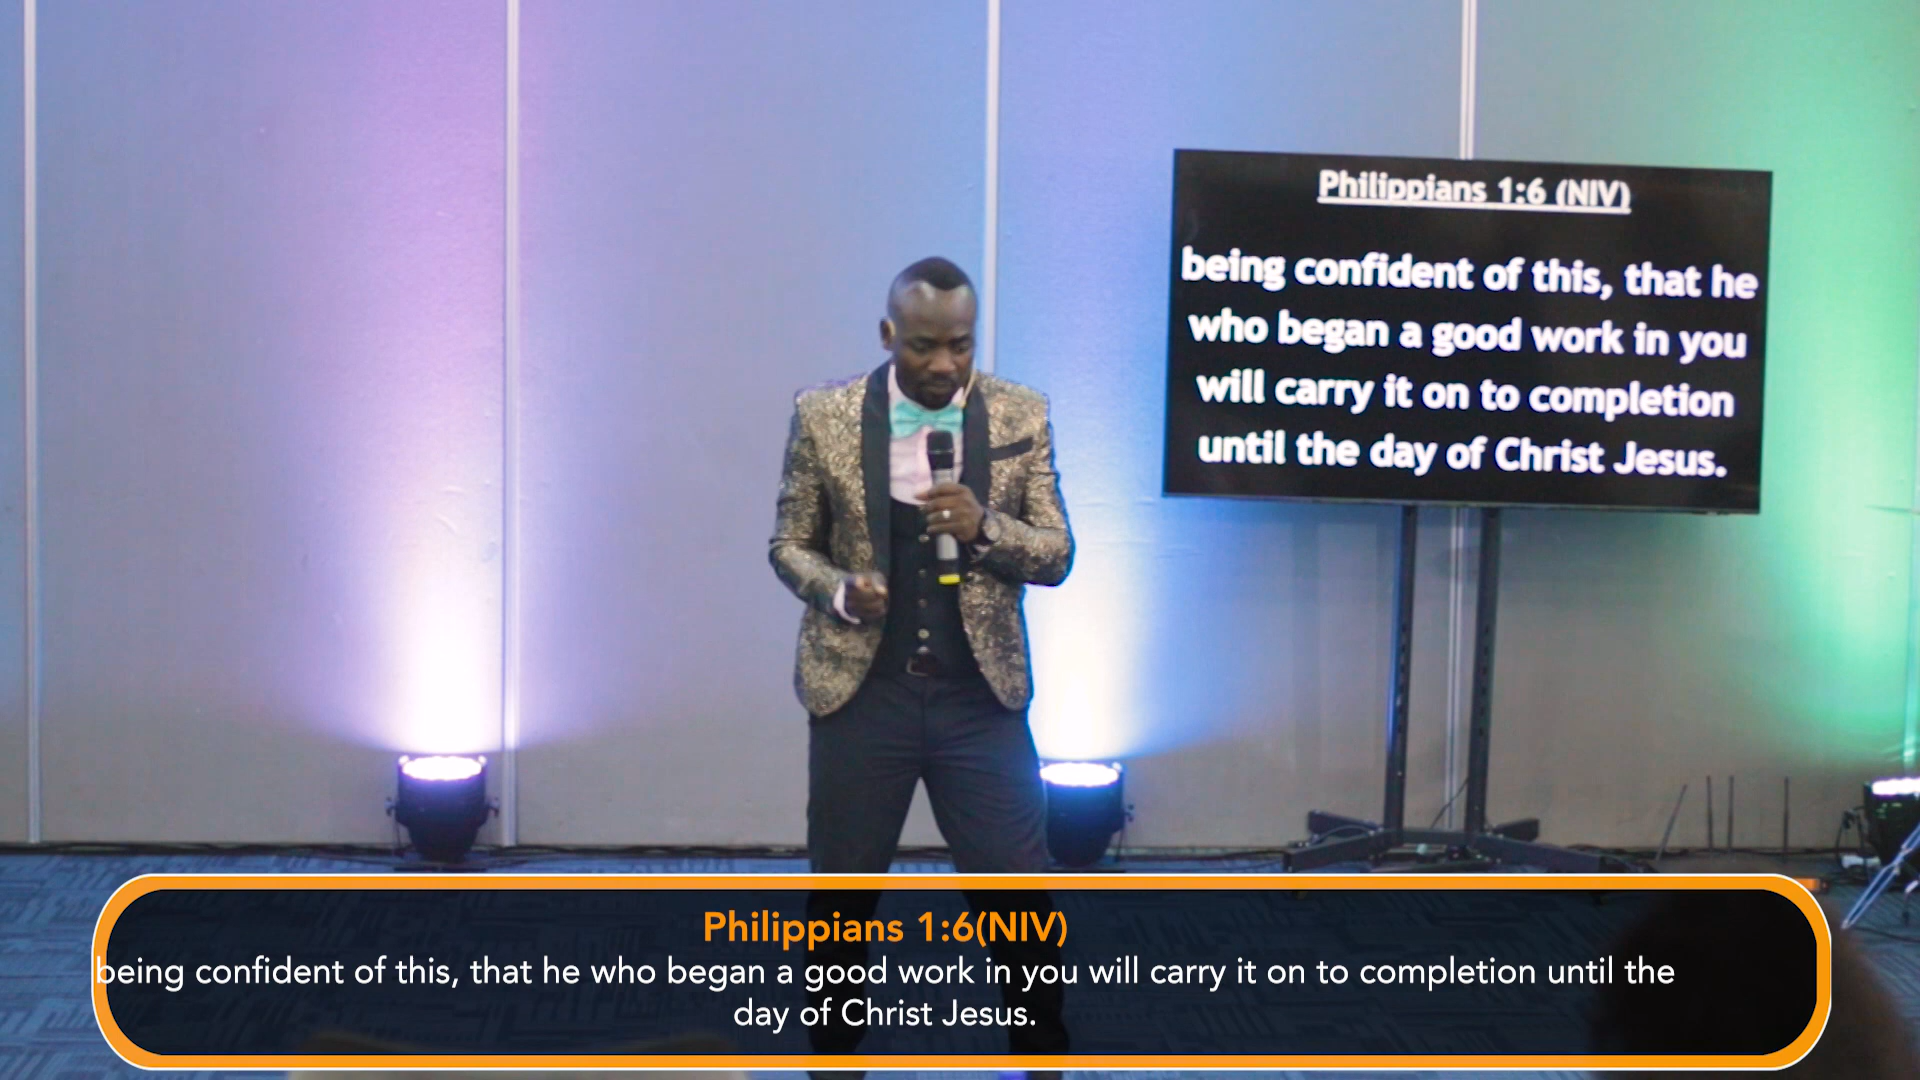 Philippians 1:6 (NIV)
being confident of this, that he
who began a good work in you
will carry it on to completion
until the day of Christ Jesus.
Philippians 1:6(NIV)
being confident of this, that he who began a good work in you will carry it on to completion until the
day of Christ Jesus.